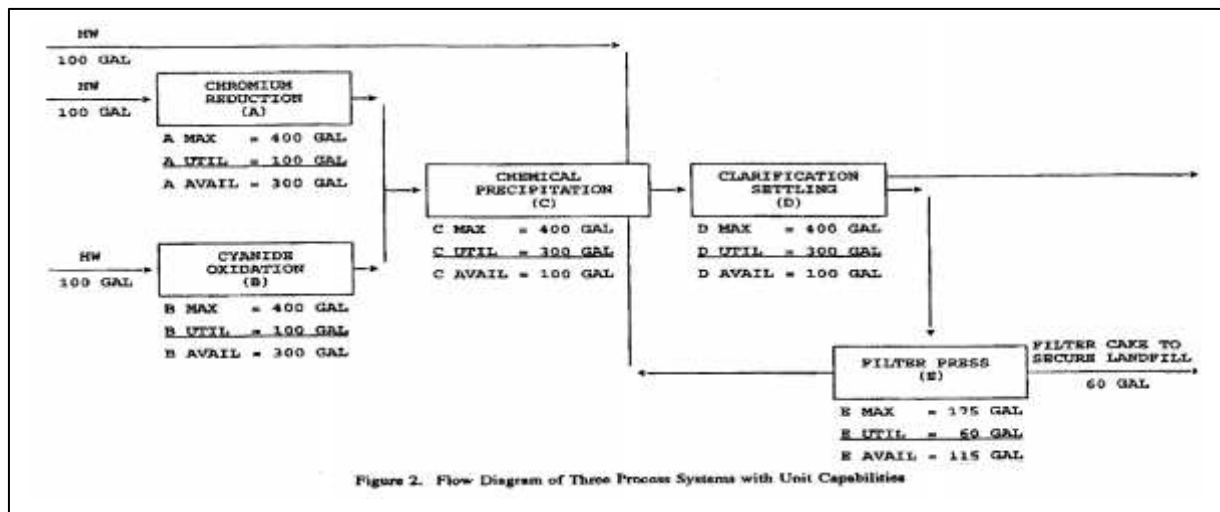 HW
100 GAL
HW
100 GAL
CHROMIUM
REDUCTION
(A)
A MAX = 400 GAL
A UTIL = 100 GAL
A AVAIL = 300 GAL
CHEMICAL
PRECIPITATION
(C)
C MAX = 400 GAL
C UTIL = 300 GAL
C AVAIL = 100 GAL
CLARIFICATION
SETTLING
(D)
D MAX = 400 GAL
D UTIL = 300 GAL
D AVAIL = 100 GAL
HW
100 GAL
CYANIDE
OXIDATION
(B)
B MAX = 400 GAL
B UTIL = 100 GAL
B AVAIL = 300 GAL
FILTER PRESS
(E)
E MAX = 175 GAL
E UTIL = 60 GAL
E AVAIL = 115 GAL
FILTER CAKE TO
SECURE LANDFILL
60 GAL
Figure 2. Flow Diagram of Three Process Systems with Unit Capabilities